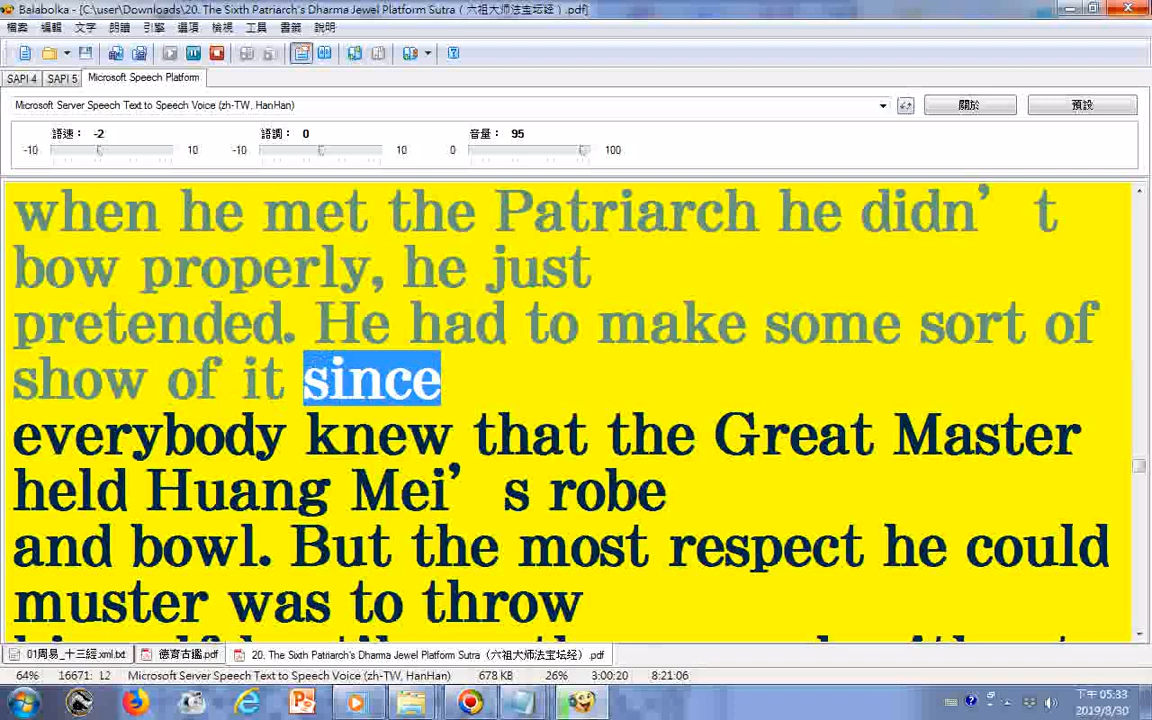 Balabolka - [C:\user\Downloads\20. The Sixth Patriarch's Dharma Jewel Platform Sutra（六祖大师法宝坛经）.pdf]
檔案 編輯 文字 朗讀 引擎 選項 檢視 工具 書籤 說明
SAPI 4 SAPI 5 Microsoft Speech Platform
Microsoft Server Speech Text to Speech Voice (zh-TW, HanHan) 關於 預設
語速： -2 語調： 0 音量： 95
-10 10 -10 10 0 100
when he met the Patriarch he didn’t
bow properly, he just
pretended. He had to make some sort of
show of it since
everybody knew that the Great Master
held Huang Mei’s robe
and bowl. But the most respect he could
muster was to throw
01周易_十三經.xml.txt 德育古鑑.pdf 20. The Sixth Patriarch's Dharma Jewel Platform Sutra（六祖大师法宝坛经）.pdf
64% 16671: 12 Microsoft Server Speech Text to Speech Voice (zh-TW, HanHan) 678 KB 26% 3:00:20 8:21:06
下午 05:33
2019/8/30